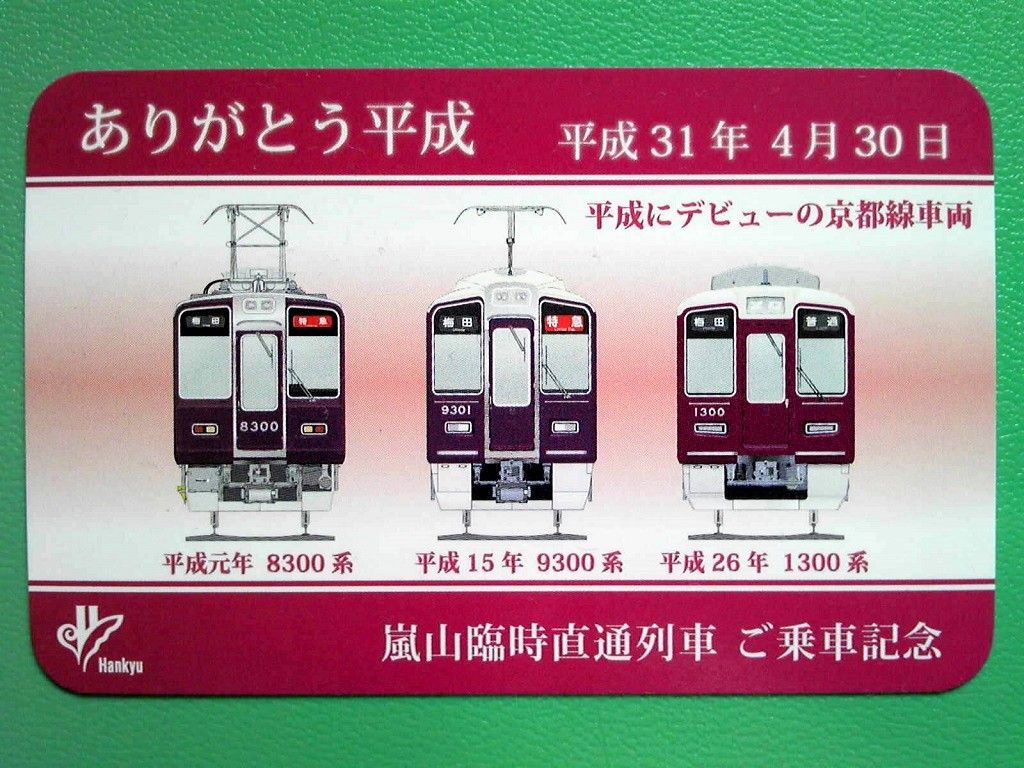 ありがとう平成 平成31年 4月30日
平成にデビューの京都線車両
梅田 特急 梅田 特急 梅田 普通
8300 9301 1300
平成元年 8300系 平成15年 9300系 平成26年 1300系
嵐山臨時直通列車 ご乗車記念
Hankyu